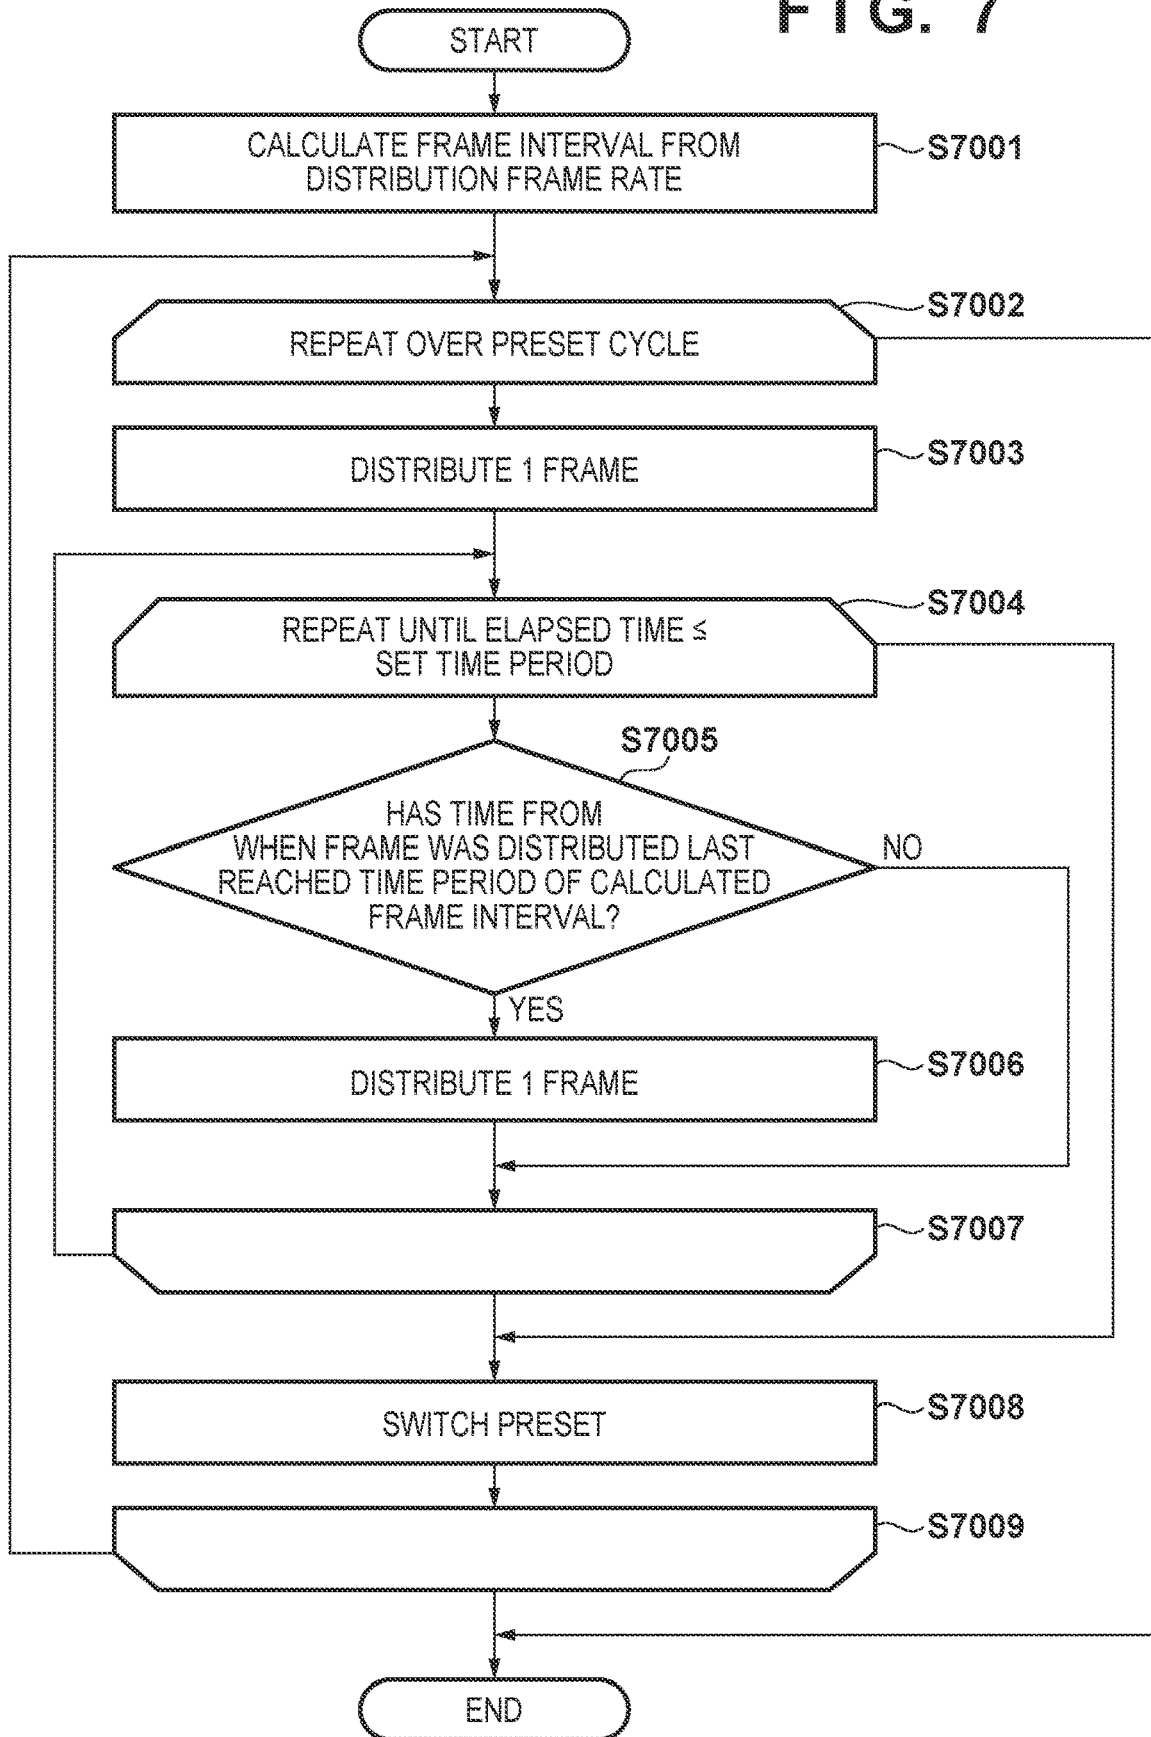 FIG. 7
START
CALCULATE FRAME INTERVAL FROM
DISTRIBUTION FRAME RATE
S7001
S7002
REPEAT OVER PRESET CYCLE
S7003
DISTRIBUTE 1 FRAME
S7004
REPEAT UNTIL ELAPSED TIME ≤
SET TIME PERIOD
S7005
HAS TIME FROM
WHEN FRAME WAS DISTRIBUTED LAST
REACHED TIME PERIOD OF CALCULATED
FRAME INTERVAL?
NO
YES
S7006
DISTRIBUTE 1 FRAME
S7007
S7008
SWITCH PRESET
S7009
END